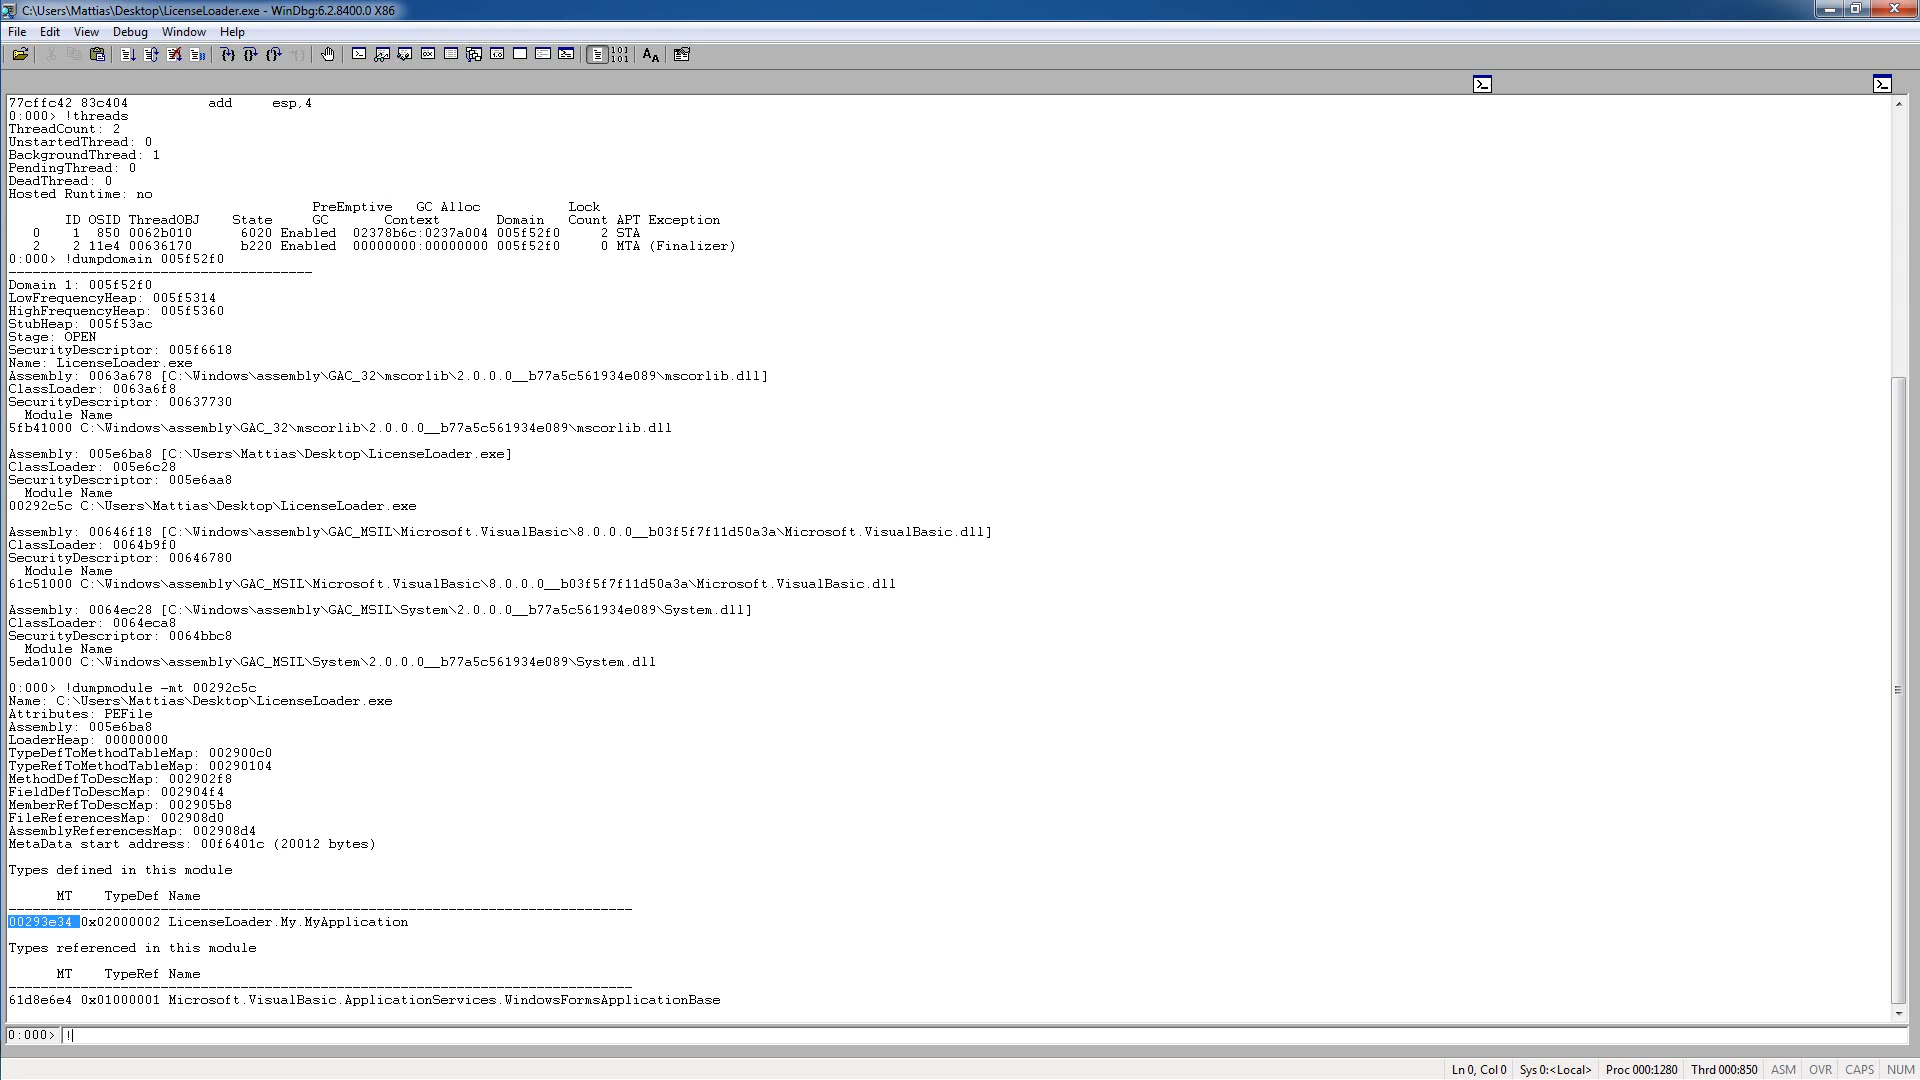 C:\Users\Mattias\Desktop\LicenseLoader.exe - WinDbg:6.2.8400.0 X86
File Edit View Debug Window Help
77cffc42 83c404 add esp,4
0:000> !threads
ThreadCount: 2
UnstartedThread: 0
BackgroundThread: 1
PendingThread: 0
DeadThread: 0
Hosted Runtime: no
PreEmptive GC Alloc Lock
ID OSID ThreadOBJ State GC Context Domain Count APT Exception
0 1 850 0062b010 6020 Enabled 02378b6c:0237a004 005f52f0 2 STA
2 2 11e4 00636170 b220 Enabled 00000000:00000000 005f52f0 0 MTA (Finalizer)
0:000> !dumpdomain 005f52f0
--------------------------------------
Domain 1: 005f52f0
LowFrequencyHeap: 005f5314
HighFrequencyHeap: 005f5360
StubHeap: 005f53ac
Stage: OPEN
SecurityDescriptor: 005f6618
Name: LicenseLoader.exe
Assembly: 0063a678 [C:\Windows\assembly\GAC_32\mscorlib\2.0.0.0__b77a5c561934e089\mscorlib.dll]
ClassLoader: 0063a6f8
SecurityDescriptor: 00637730
Module Name
5fb41000 C:\Windows\assembly\GAC_32\mscorlib\2.0.0.0__b77a5c561934e089\mscorlib.dll
Assembly: 005e6ba8 [C:\Users\Mattias\Desktop\LicenseLoader.exe]
ClassLoader: 005e6c28
SecurityDescriptor: 005e6aa8
Module Name
00292c5c C:\Users\Mattias\Desktop\LicenseLoader.exe
Assembly: 00646f18 [C:\Windows\assembly\GAC_MSIL\Microsoft.VisualBasic\8.0.0.0__b03f5f7f11d50a3a\Microsoft.VisualBasic.dll]
ClassLoader: 0064b9f0
SecurityDescriptor: 00646780
Module Name
61c51000 C:\Windows\assembly\GAC_MSIL\Microsoft.VisualBasic\8.0.0.0__b03f5f7f11d50a3a\Microsoft.VisualBasic.dll
Assembly: 0064ec28 [C:\Windows\assembly\GAC_MSIL\System\2.0.0.0__b77a5c561934e089\System.dll]
ClassLoader: 0064eca8
SecurityDescriptor: 0064bbc8
Module Name
5eda1000 C:\Windows\assembly\GAC_MSIL\System\2.0.0.0__b77a5c561934e089\System.dll
0:000> !dumpmodule -mt 00292c5c
Name: C:\Users\Mattias\Desktop\LicenseLoader.exe
Attributes: PEFile
Assembly: 005e6ba8
LoaderHeap: 00000000
TypeDefToMethodTableMap: 002900c0
TypeRefToMethodTableMap: 00290104
MethodDefToDescMap: 002902f8
FieldDefToDescMap: 002904f4
MemberRefToDescMap: 002905b8
FileReferencesMap: 002908d0
AssemblyReferencesMap: 002908d4
MetaData start address: 00f6401c (20012 bytes)
Types defined in this module
MT TypeDef Name
------------------------------------------------------------------------------
00293e34 0x02000002 LicenseLoader.My.MyApplication
Types referenced in this module
MT TypeRef Name
------------------------------------------------------------------------------
61d8e6e4 0x01000001 Microsoft.VisualBasic.ApplicationServices.WindowsFormsApplicationBase
0:000> !
Ln 0, Col 0 Sys 0:<Local> Proc 000:1280 Thrd 000:850 ASM OVR CAPS NUM